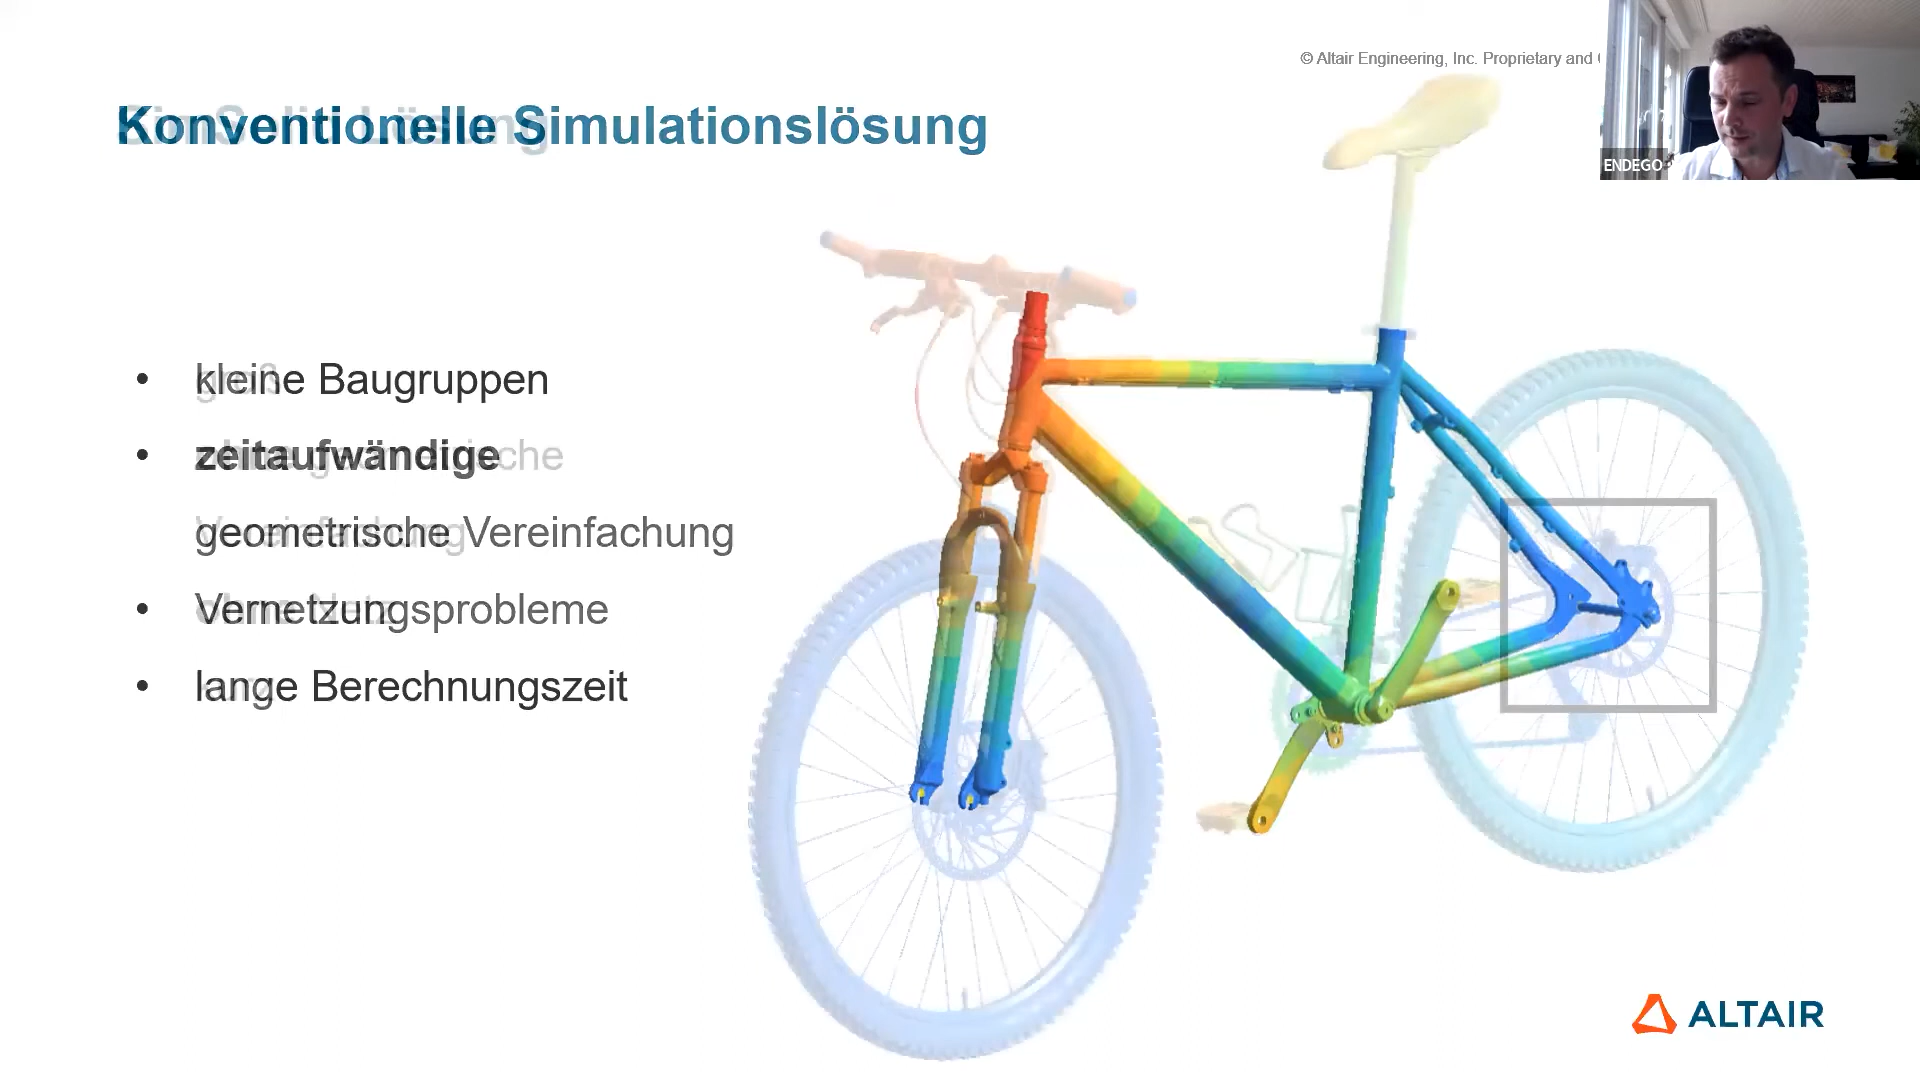 © Altair Engineering, Inc. Proprietary and
ENDEGO
Konventionelle Simulationslösung
• kleine Baugruppen
• zeitaufwändige
geometrische Vereinfachung
• Vernetzungsprobleme
• lange Berechnungszeit
ALTAIR